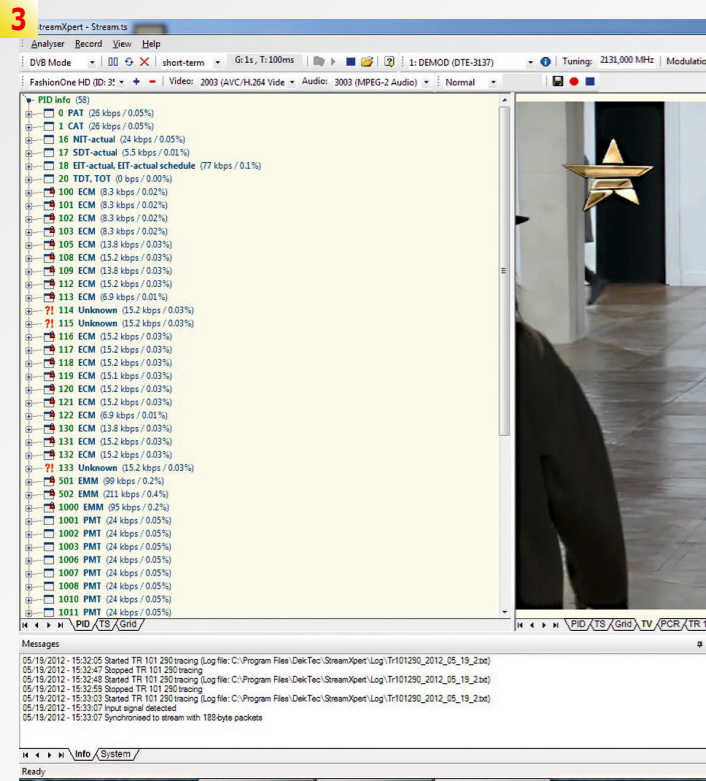 3
StreamXpert - Stream.ts
Analyser Record View Help
DVB Mode short-term G: 1s, T: 100ms 1: DEMOD (DTE-3137) Tuning: 2131,000 MHz
FashionOne HD (ID: Video: 2003 (AVC/H.264 Vide Audio: 3003 (MPEG-2 Audio) Normal
PID info (58)
0 PAT (26 kbps / 0.05%)
1 CAT (26 kbps / 0.05%)
16 NIT-actual (24 kbps / 0.05%)
17 SDT-actual (5.5 kbps / 0.01%)
18 EIT-actual, EIT-actual schedule (77 kbps / 0.1%)
20 TDT, TOT (0 bps / 0.00%)
100 ECM (8.3 kbps / 0.02%)
101 ECM (8.3 kbps / 0.02%)
102 ECM (8.3 kbps / 0.02%)
103 ECM (8.3 kbps / 0.02%)
105 ECM (13.8 kbps / 0.03%)
108 ECM (15.2 kbps / 0.03%)
109 ECM (13.8 kbps / 0.03%)
112 ECM (15.2 kbps / 0.03%)
113 ECM (6.9 kbps / 0.01%)
?! 114 Unknown (15.2 kbps / 0.03%)
?! 115 Unknown (15.2 kbps / 0.03%)
116 ECM (15.2 kbps / 0.03%)
117 ECM (15.2 kbps / 0.03%)
118 ECM (15.2 kbps / 0.03%)
119 ECM (15.1 kbps / 0.03%)
120 ECM (15.2 kbps / 0.03%)
121 ECM (15.2 kbps / 0.03%)
122 ECM (6.9 kbps / 0.01%)
130 ECM (13.8 kbps / 0.03%)
131 ECM (15.2 kbps / 0.03%)
132 ECM (15.2 kbps / 0.03%)
?! 133 Unknown (15.2 kbps / 0.03%)
501 EMM (99 kbps / 0.2%)
502 EMM (211 kbps / 0.4%)
1000 EMM (95 kbps / 0.2%)
1001 PMT (24 kbps / 0.05%)
1002 PMT (24 kbps / 0.05%)
1003 PMT (24 kbps / 0.05%)
1006 PMT (24 kbps / 0.05%)
1007 PMT (24 kbps / 0.05%)
1008 PMT (24 kbps / 0.05%)
1010 PMT (24 kbps / 0.05%)
1011 PMT (24 kbps / 0.05%)
PID TS Grid PID TS Grid TV PCR TR
Messages
05/19/2012 - 15:32:05 Started TR 101 290 tracing (Log file: C:\Program Files\DekTec\StreamXpert\Log\Tr101290_2012_05_19_2.txt)
05/19/2012 - 15:32:47 Stopped TR 101 290 tracing
05/19/2012 - 15:32:48 Started TR 101 290 tracing (Log file: C:\Program Files\DekTec\StreamXpert\Log\Tr101290_2012_05_19_2.txt)
05/19/2012 - 15:32:59 Stopped TR 101 290 tracing
05/19/2012 - 15:33:03 Started TR 101 290 tracing (Log file: C:\Program Files\DekTec\StreamXpert\Log\Tr101290_2012_05_19_2.txt)
05/19/2012 - 15:33:07 Input signal detected
05/19/2012 - 15:33:07 Synchronised to stream with 188-byte packets
Info System
Ready